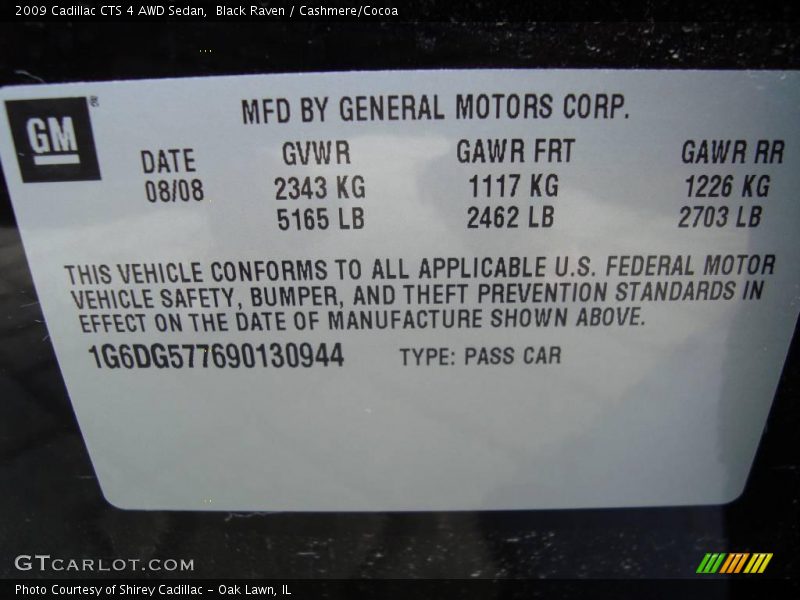 2009 Cadillac CTS 4 AWD Sedan, Black Raven / Cashmere/Cocoa
GM ®
MFD BY GENERAL MOTORS CORP.
DATE GVWR GAWR FRT GAWR RR
08/08 2343 KG 1117 KG 1226 KG
5165 LB 2462 LB 2703 LB
THIS VEHICLE CONFORMS TO ALL APPLICABLE U.S. FEDERAL MOTOR
VEHICLE SAFETY, BUMPER, AND THEFT PREVENTION STANDARDS IN
EFFECT ON THE DATE OF MANUFACTURE SHOWN ABOVE.
1G6DG577690130944 TYPE: PASS CAR
GTCARLOT.COM
Photo Courtesy of Shirey Cadillac - Oak Lawn, IL